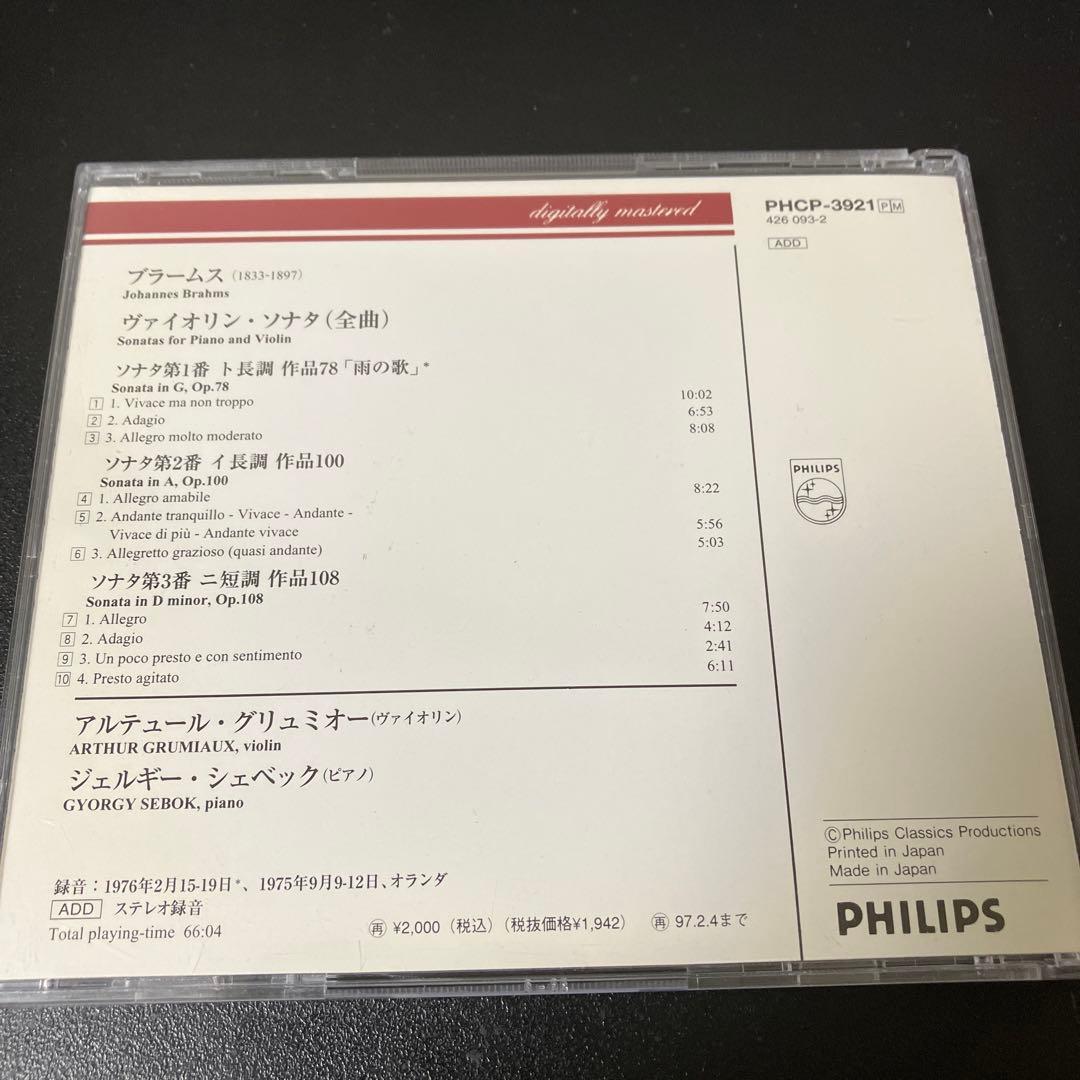 digitally mastered
PHCP-3921 PM
426 093-2
ADD
ブラームス (1833-1897)
Johannes Brahms
ヴァイオリン・ソナタ(全曲)
Sonatas for Piano and Violin
ソナタ第1番 ト長調 作品78「雨の歌」*
Sonata in G, Op.78
1 1. Vivace ma non troppo 10:02
2 2. Adagio 6:53
3 3. Allegro molto moderato 8:08
ソナタ第2番 イ長調 作品100
Sonata in A, Op.100
4 1. Allegro amabile 8:22
5 2. Andante tranquillo - Vivace - Andante -
Vivace di più - Andante vivace 5:56
6 3. Allegretto grazioso (quasi andante) 5:03
ソナタ第3番 ニ短調 作品108
Sonata in D minor, Op.108
7 1. Allegro 7:50
8 2. Adagio 4:12
9 3. Un poco presto e con sentimento 2:41
10 4. Presto agitato 6:11
アルテュール・グリュミオー(ヴァイオリン)
ARTHUR GRUMIAUX, violin
ジェルギー・シェベック(ピアノ)
GYORGY SEBOK, piano
録音:1976年2月15-19日*、1975年9月9-12日、オランダ
ADD ステレオ録音
Total playing-time 66:04
再 ¥2,000(税込)(税抜価格¥1,942) 再 97.2.4まで
PHILIPS
©Philips Classics Productions
Printed in Japan
Made in Japan
PHILIPS